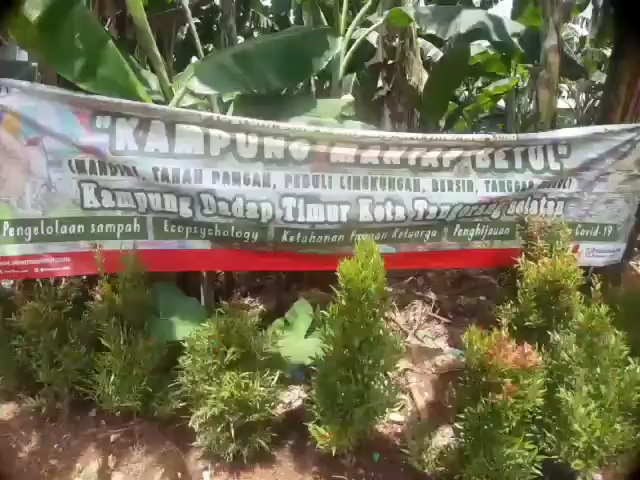 "KAMPUNG MANTAP BETUL"
(MANDIRI, TAHAN PANGAN, PEDULI LINGKUNGAN, BERSIH, TANGGAP
Kampung Dadap Timur Kota Tangerang Selatan
Pengelolaan sampah Ecopsychology Ketahanan Pangan Keluarga Penghijauan Covid-19